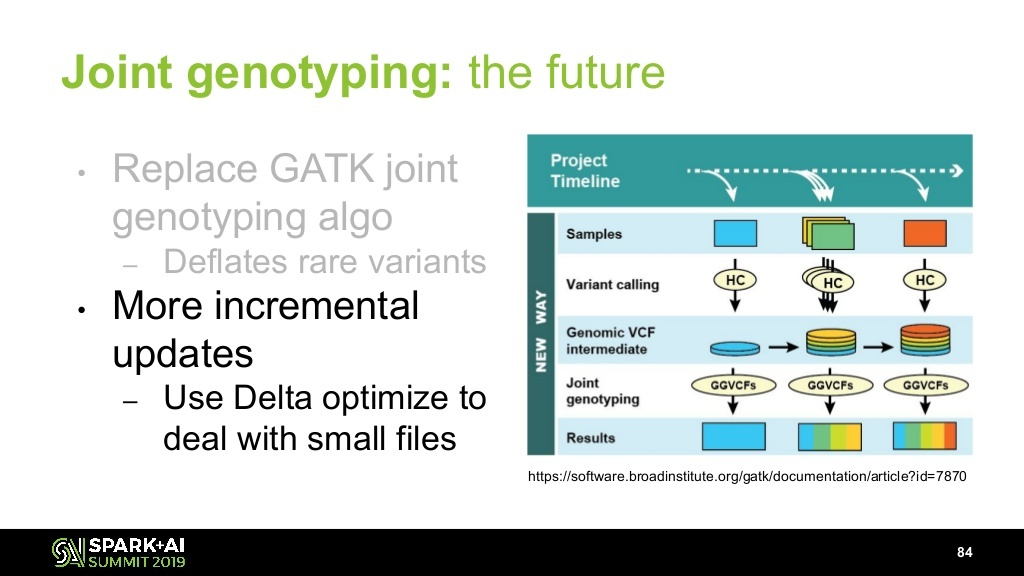 Joint genotyping: the future
• Replace GATK joint
genotyping algo
– Deflates rare variants
• More incremental
updates
– Use Delta optimize to
deal with small files
Project
Timeline
NEW WAY
Samples
Variant calling
HC HC HC
Genomic VCF
intermediate
Joint
genotyping
GGVCFs GGVCFs GGVCFs
Results
https://software.broadinstitute.org/gatk/documentation/article?id=7870
SPARK+AI
SUMMIT 2019
84